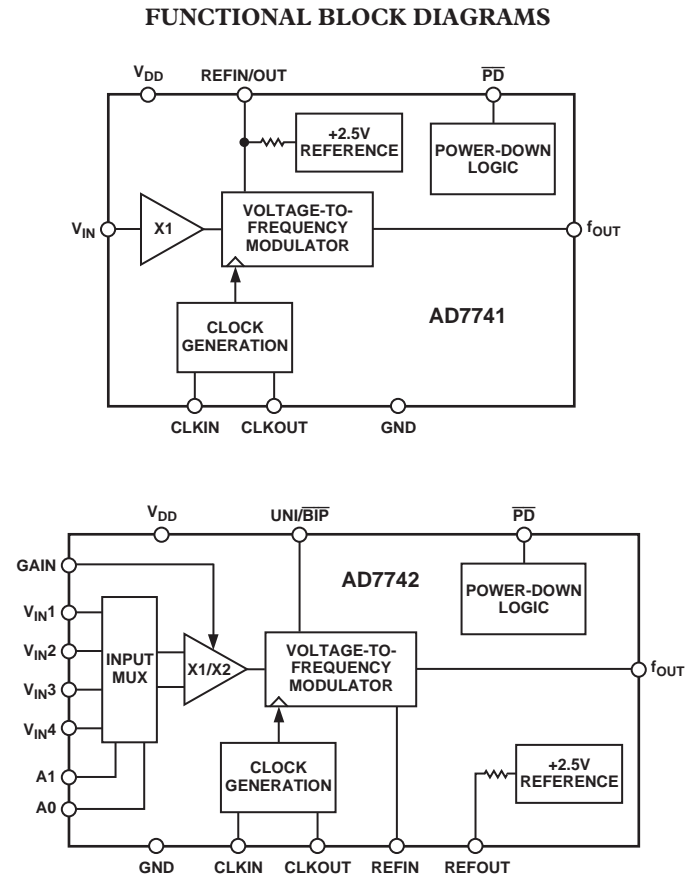 FUNCTIONAL BLOCK DIAGRAMS
VDD
REFIN/OUT
PD
+2.5V
REFERENCE
POWER-DOWN
LOGIC
VIN
X1
VOLTAGE-TO-
FREQUENCY
MODULATOR
fOUT
CLOCK
GENERATION
AD7741
CLKIN
CLKOUT
GND
VDD
UNI/BIP
PD
GAIN
AD7742
POWER-DOWN
LOGIC
VIN1
VIN2
VIN3
VIN4
INPUT
MUX
X1/X2
VOLTAGE-TO-
FREQUENCY
MODULATOR
fOUT
A1
A0
CLOCK
GENERATION
+2.5V
REFERENCE
GND
CLKIN
CLKOUT
REFIN
REFOUT